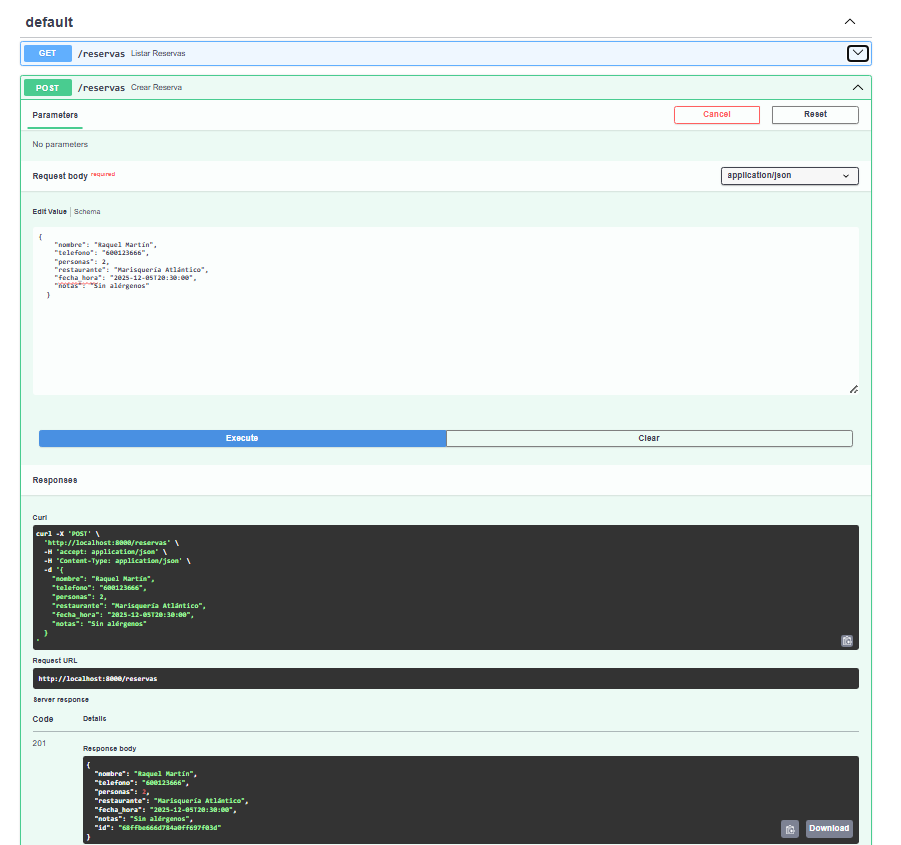 default
GET /reservas Listar Reservas
POST /reservas Crear Reserva
Parameters
Cancel
Reset
No parameters
Request body required
application/json
Edit Value | Schema
{
"nombre": "Raquel Martín",
"telefono": "600123666",
"personas": 2,
"restaurante": "Marisquería Atlántico",
"fecha_hora": "2025-12-05T20:30:00",
"notas": "Sin alérgenos"
}
Execute
Clear
Responses
Curl
curl -X 'POST' \
'http://localhost:8000/reservas' \
-H 'accept: application/json' \
-H 'Content-Type: application/json' \
-d '{
"nombre": "Raquel Martín",
"telefono": "600123666",
"personas": 2,
"restaurante": "Marisquería Atlántico",
"fecha_hora": "2025-12-05T20:30:00",
"notas": "Sin alérgenos"
}
'
Request URL
http://localhost:8000/reservas
Server response
Code Details
201
Response body
{
"nombre": "Raquel Martín",
"telefono": "600123666",
"personas": 2,
"restaurante": "Marisquería Atlántico",
"fecha_hora": "2025-12-05T20:30:00",
"notas": "Sin alérgenos",
"id": "68ffbe666d784a0ff697f03d"
}
Download